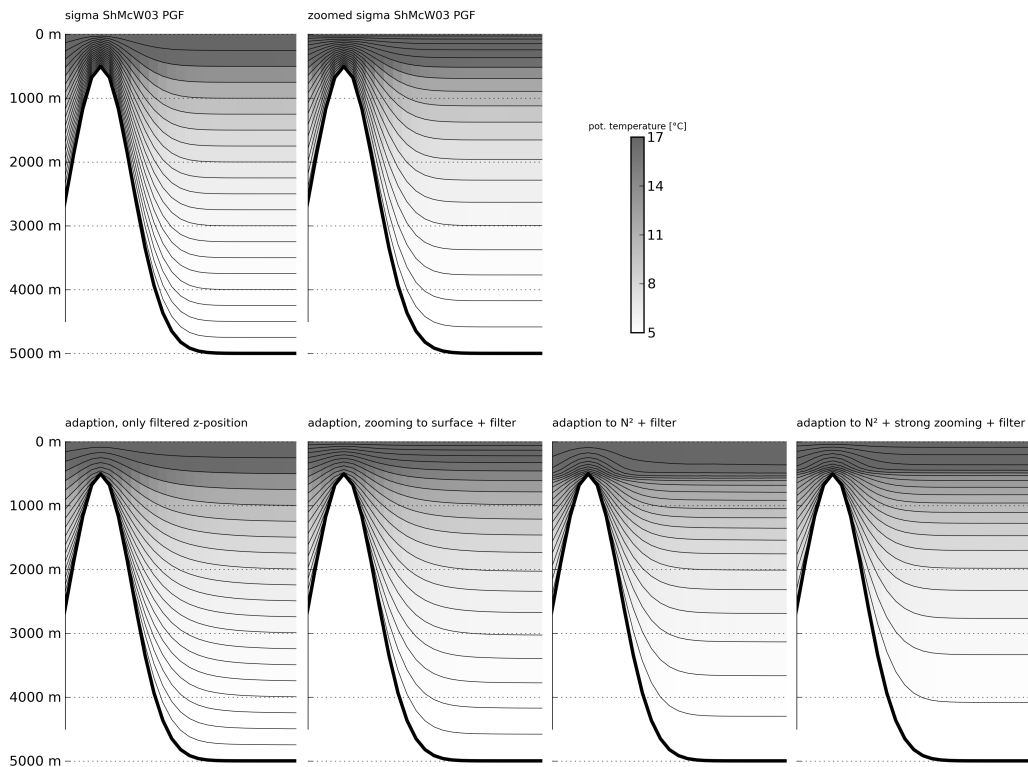 sigma ShMcW03 PGF
zoomed sigma ShMcW03 PGF
0 m
1000 m
2000 m
3000 m
4000 m
5000 m
pot. temperature [°C]
17
14
11
8
5
adaption, only filtered z-position
adaption, zooming to surface + filter
adaption to N² + filter
adaption to N² + strong zooming + filter
0 m
1000 m
2000 m
3000 m
4000 m
5000 m